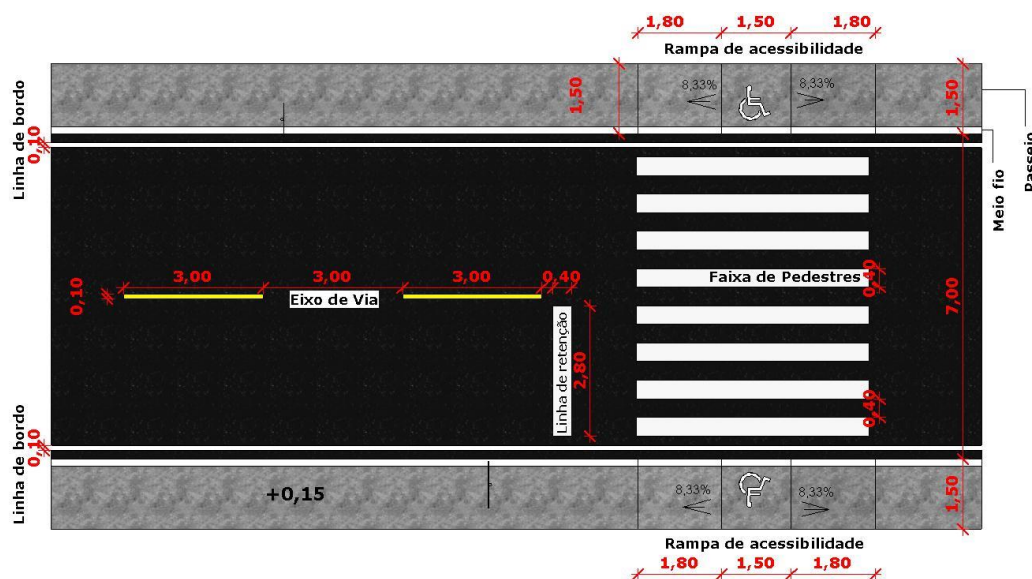 1,80 1,50 1,80
Rampa de acessibilidade
8,33% 8,33%
1,50
1,50
Linha de bordo
0,10
Passeio
Meio fio
3,00 3,00 3,00 0,40
0,10
Eixo de Via
Faixa de Pedestres
0,40
7,00
Linha de retenção
2,80
0,40
Linha de bordo
0,10
+0,15
8,33% 8,33%
1,50
Rampa de acessibilidade
1,80 1,50 1,80